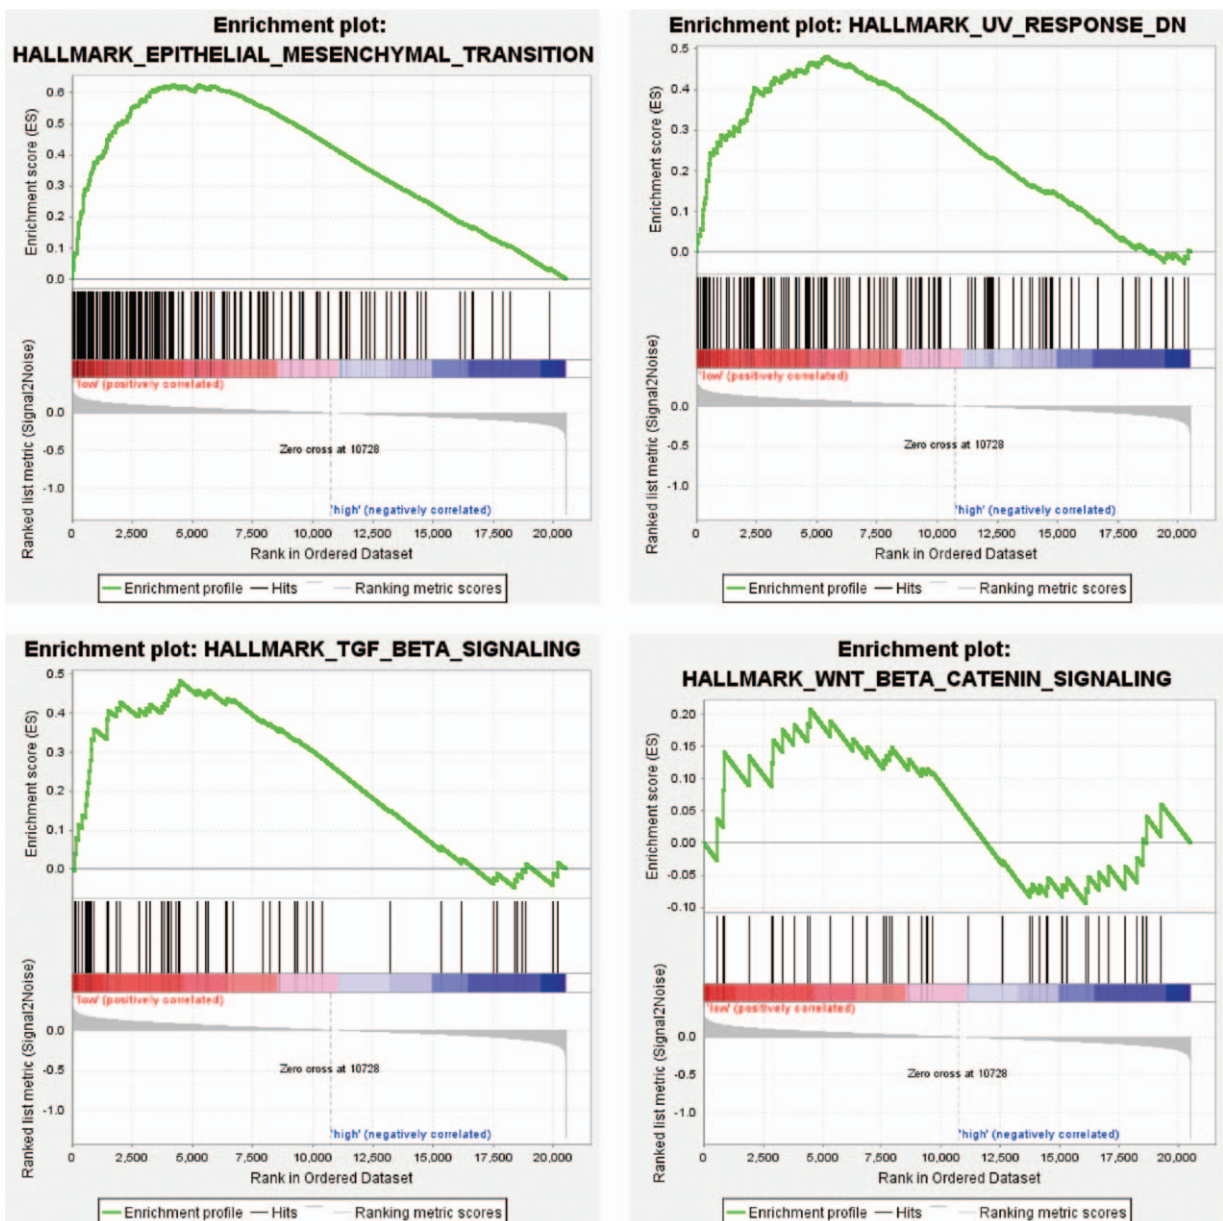 Enrichment plot:
HALLMARK_EPITHELIAL_MESENCHYMAL_TRANSITION
Enrichment score (ES)
0.6
0.5
0.4
0.3
0.2
0.1
0.0
'low' (positively correlated)
Ranked list metric (Signal2Noise)
0.0
-0.5
-1.0
Zero cross at 10728
'high' (negatively correlated)
0 2,500 5,000 7,500 10,000 12,500 15,000 17,500 20,000
Rank in Ordered Dataset
Enrichment profile Hits Ranking metric scores
Enrichment plot: HALLMARK_UV_RESPONSE_DN
Enrichment score (ES)
0.5
0.4
0.3
0.2
0.1
0.0
'low' (positively correlated)
Ranked list metric (Signal2Noise)
0.0
-0.5
-1.0
Zero cross at 10728
'high' (negatively correlated)
0 2,500 5,000 7,500 10,000 12,500 15,000 17,500 20,000
Rank in Ordered Dataset
Enrichment profile Hits Ranking metric scores
Enrichment plot: HALLMARK_TGF_BETA_SIGNALING
Enrichment score (ES)
0.5
0.4
0.3
0.2
0.1
0.0
'low' (positively correlated)
Ranked list metric (Signal2Noise)
0.0
-0.5
-1.0
Zero cross at 10728
'high' (negatively correlated)
0 2,500 5,000 7,500 10,000 12,500 15,000 17,500 20,000
Rank in Ordered Dataset
Enrichment profile Hits Ranking metric scores
Enrichment plot:
HALLMARK_WNT_BETA_CATENIN_SIGNALING
Enrichment score (ES)
0.20
0.15
0.10
0.05
0.00
-0.05
-0.10
'low' (positively correlated)
Ranked list metric (Signal2Noise)
0.0
-0.5
-1.0
Zero cross at 10728
'high' (negatively correlated)
0 2,500 5,000 7,500 10,000 12,500 15,000 17,500 20,000
Rank in Ordered Dataset
Enrichment profile Hits Ranking metric scores